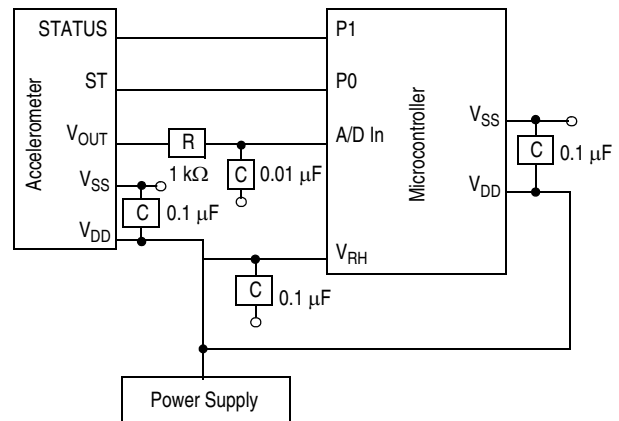 STATUS
ST
V_OUT
V_SS
V_DD
Accelerometer
R
1 kΩ
C
0.01 μF
C
0.1 μF
P1
P0
A/D In
V_RH
Microcontroller
V_SS
V_DD
C
0.1 μF
C
0.1 μF
Power Supply